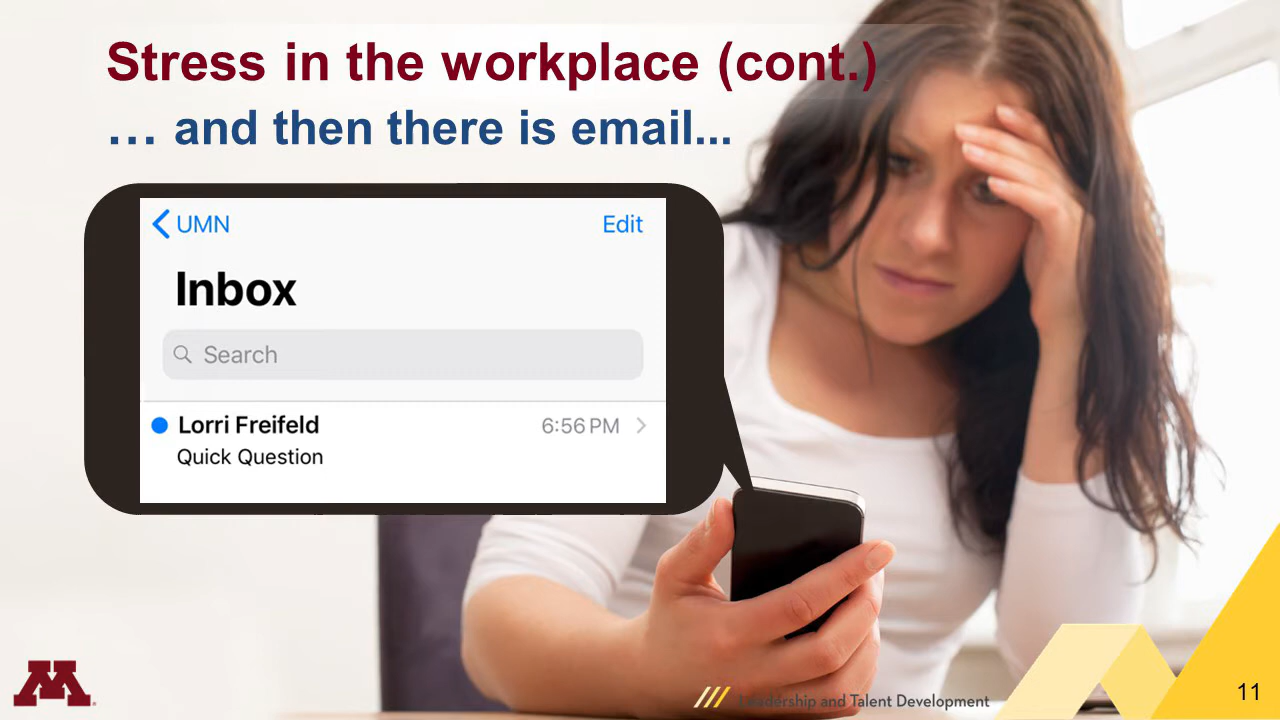 Stress in the workplace (cont.)
… and then there is email...
UMN
Edit
Inbox
Search
Lorri Freifeld
6:56 PM
Quick Question
M
Leadership and Talent Development
11